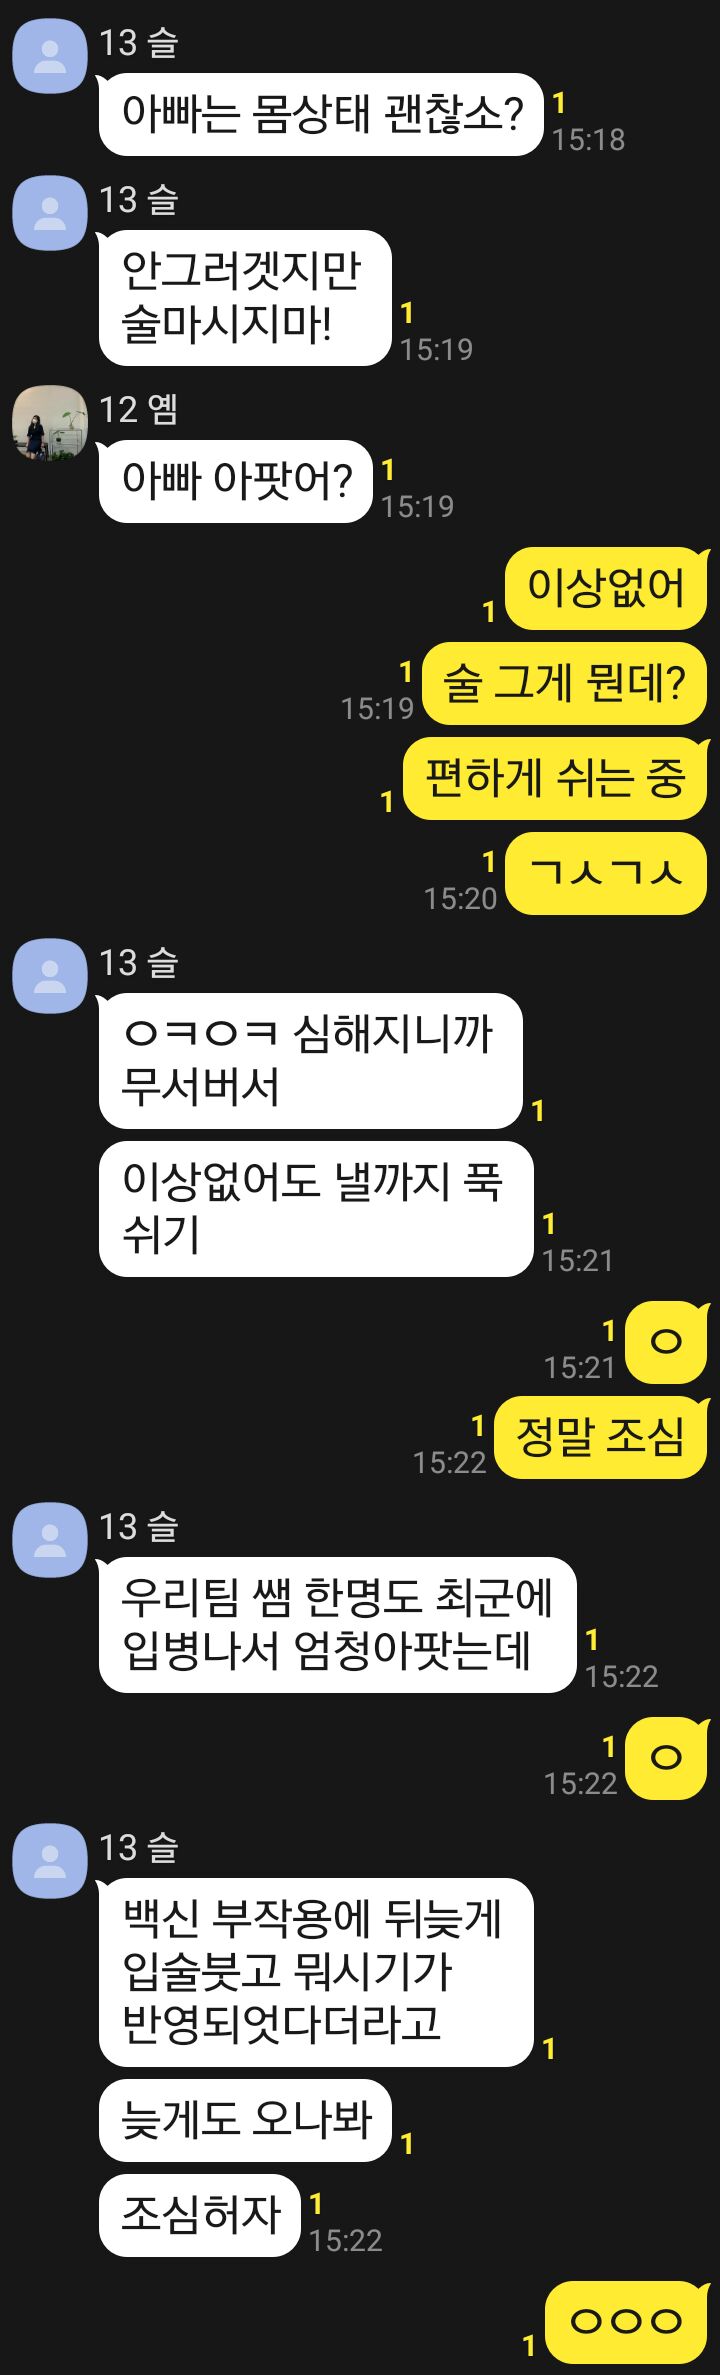 13 슬
아빠는 몸상태 괜찮소?
1
15:18
13 슬
안그러겟지만
술마시지마!
1
15:19
12 옘
아빠 아팟어?
1
15:19
이상없어
1
술 그게 뭔데?
1
15:19
편하게 쉬는 중
1
ㄱㅅㄱㅅ
1
15:20
13 슬
ㅇㅋㅇㅋ 심해지니까
무서버서
1
이상없어도 낼까지 푹
쉬기
1
15:21
ㅇ
1
15:21
정말 조심
1
15:22
13 슬
우리팀 쌤 한명도 최군에
입병나서 엄청아팟는데
1
15:22
ㅇ
1
15:22
13 슬
백신 부작용에 뒤늦게
입술붓고 뭐시기가
반영되엇다더라고
1
늦게도 오나봐
1
조심허자
1
15:22
ㅇㅇㅇ
1